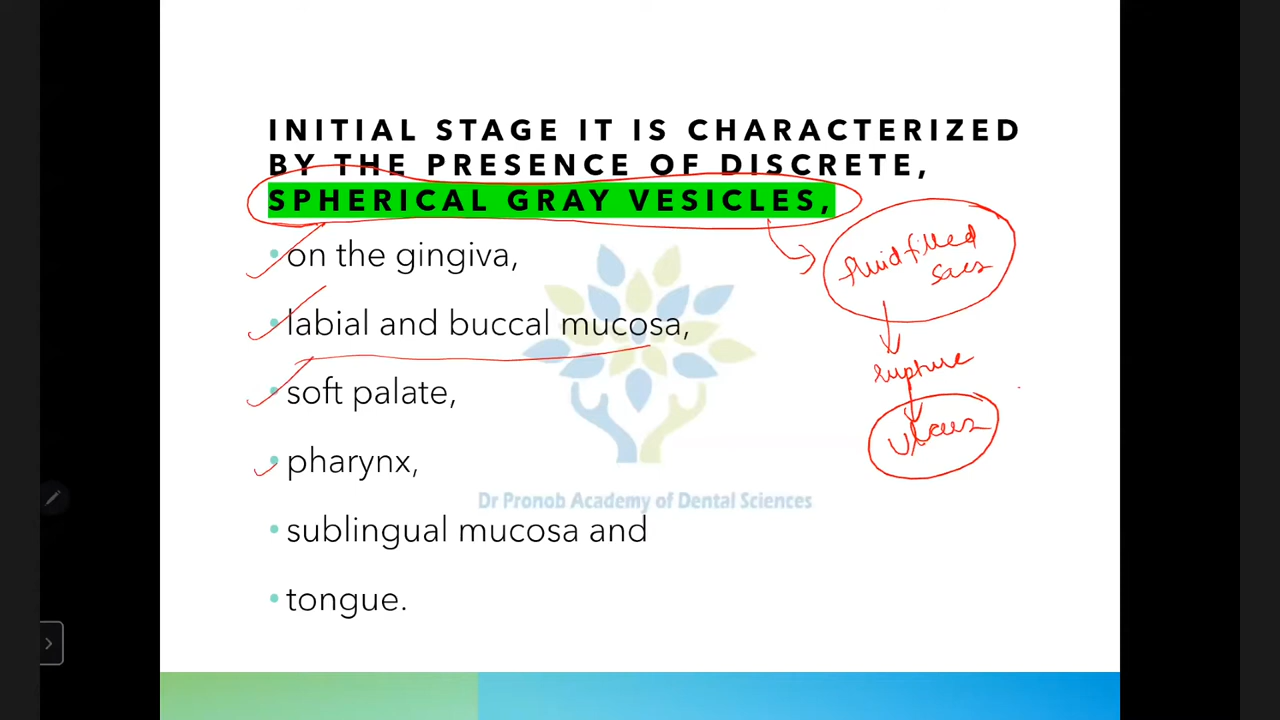 INITIAL STAGE IT IS CHARACTERIZED
BY THE PRESENCE OF DISCRETE,
SPHERICAL GRAY VESICLES,
• on the gingiva,
• labial and buccal mucosa,
• soft palate,
• pharynx,
• sublingual mucosa and
• tongue.
fluid filled
sacs
rupture
Ulcers
Dr Pronob Academy of Dental Sciences